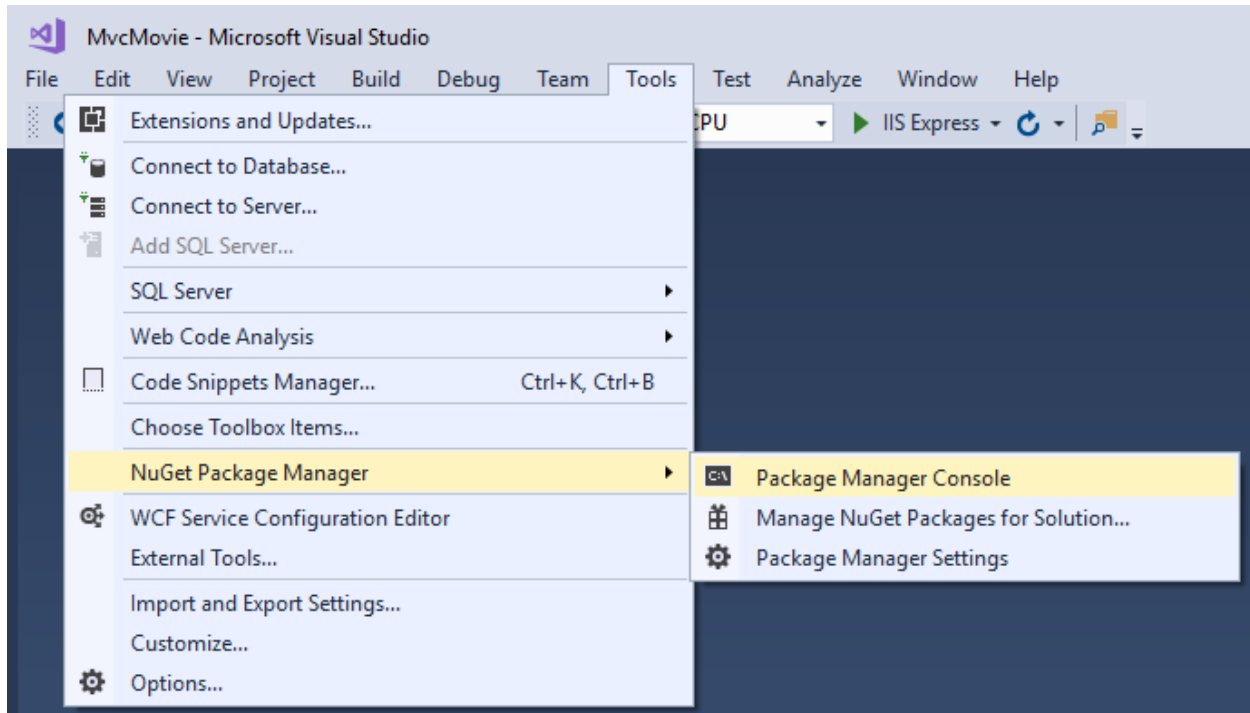 MvcMovie - Microsoft Visual Studio
File Edit View Project Build Debug Team Tools Test Analyze Window Help
IIS Express
Extensions and Updates...
Connect to Database...
Connect to Server...
Add SQL Server...
SQL Server
Web Code Analysis
Code Snippets Manager... Ctrl+K, Ctrl+B
Choose Toolbox Items...
NuGet Package Manager
WCF Service Configuration Editor
External Tools...
Import and Export Settings...
Customize...
Options...
C:\
Package Manager Console
Manage NuGet Packages for Solution...
Package Manager Settings